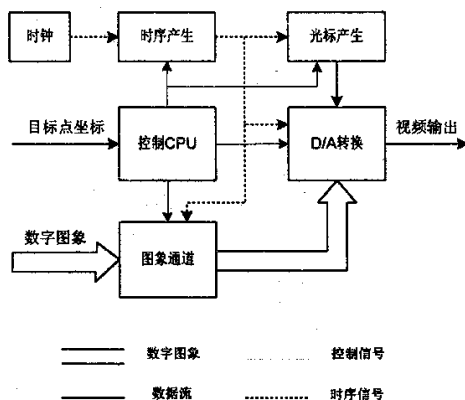 时钟
时序产生
光标产生
目标点坐标
控制CPU
D/A转换
视频输出
数字图象
图象通道
数字图象
控制信号
数据流
时序信号